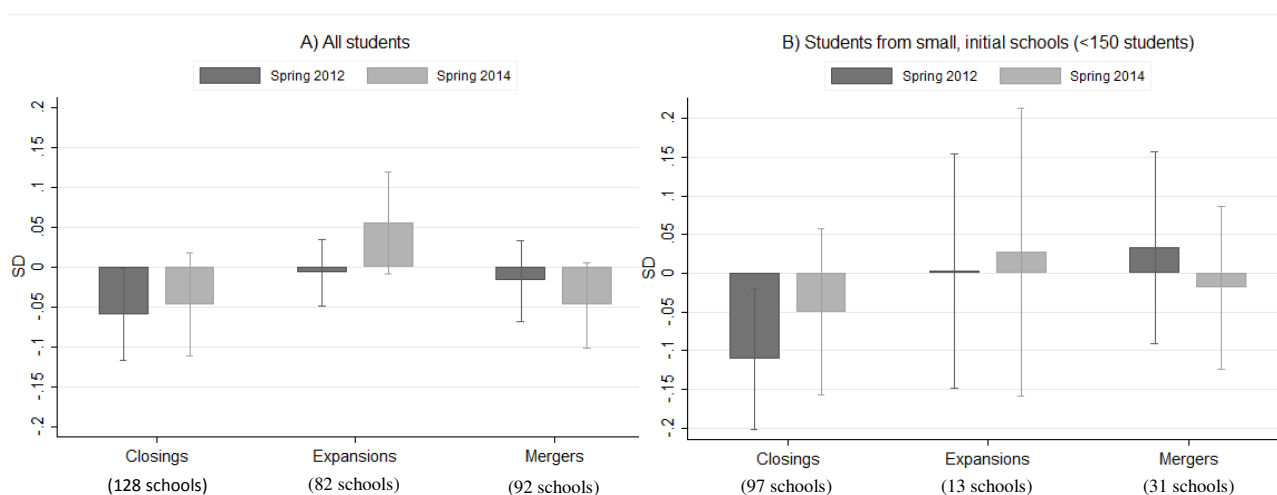 A) All students
Spring 2012 Spring 2014
SD
.2
.15
.1
.05
0
-.05
-.1
-.15
-.2
Closings Expansions Mergers
(128 schools) (82 schools) (92 schools)
B) Students from small, initial schools (<150 students)
Spring 2012 Spring 2014
SD
.2
.15
.1
.05
0
-.05
-.1
-.15
-.2
Closings Expansions Mergers
(97 schools) (13 schools) (31 schools)